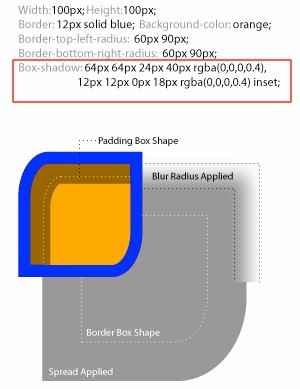 Width:100px; Height:100px;
Border: 12px solid blue; Background-color: orange;
Border-top-left-radius: 60px 90px;
Border-bottom-right-radius: 60px 90px;
Box-shadow: 64px 64px 24px 40px rgba(0,0,0,0.4),
12px 12px 0px 18px rgba(0,0,0,0.4) inset;
Padding Box Shape
Blur Radius Applied
Border Box Shape
Spread Applied